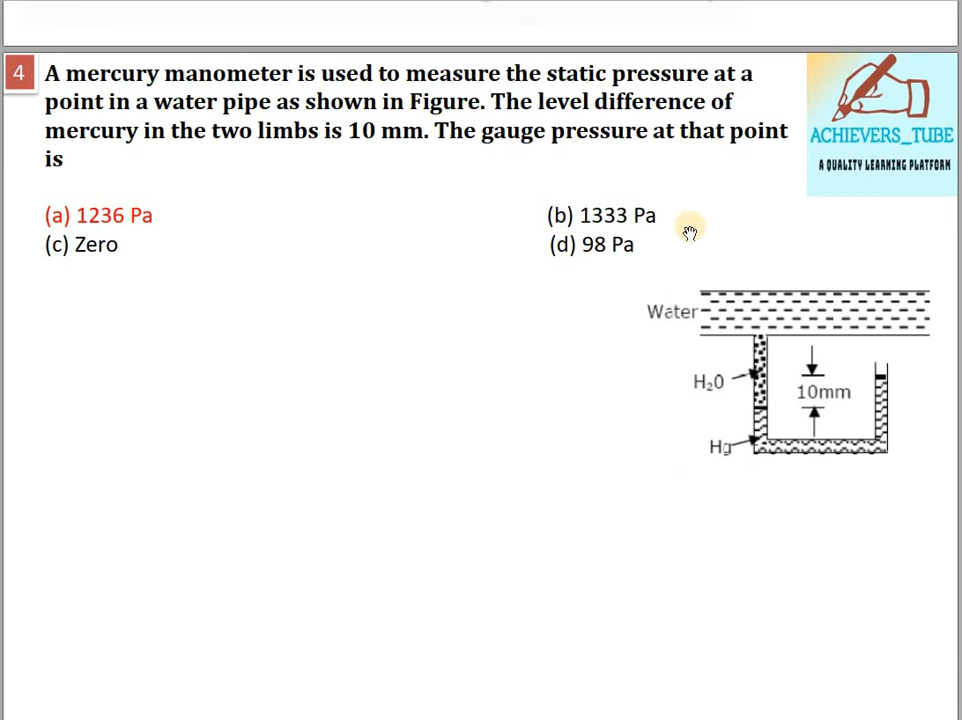 4
A mercury manometer is used to measure the static pressure at a
point in a water pipe as shown in Figure. The level difference of
mercury in the two limbs is 10 mm. The gauge pressure at that point
is
ACHIEVERS_TUBE
A QUALITY LEARNING PLATFORM
(a) 1236 Pa (b) 1333 Pa
(c) Zero (d) 98 Pa
Water
H₂0
10mm
Hg